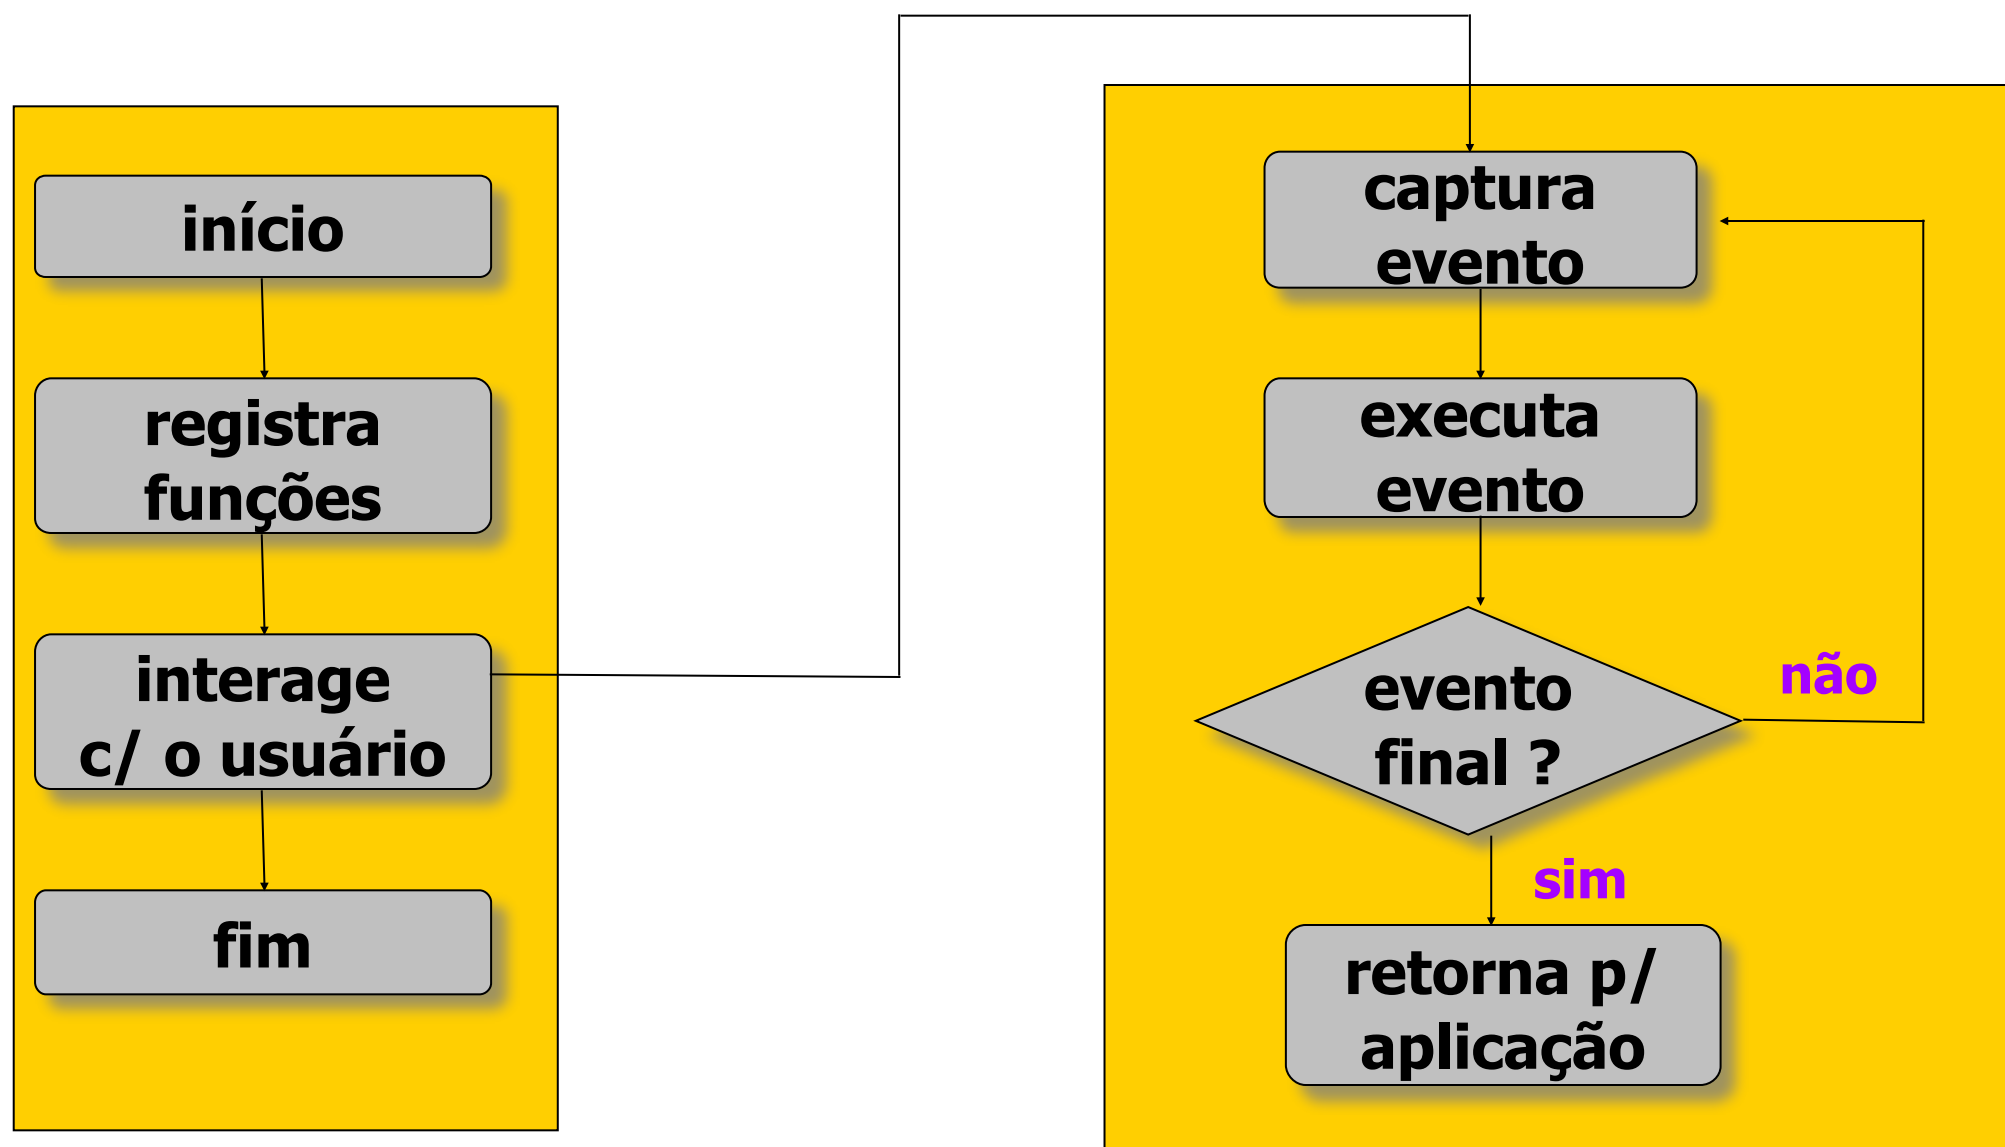 início
registra
funções
interage
c/ o usuário
fim
captura
evento
executa
evento
evento
final ?
não
sim
retorna p/
aplicação